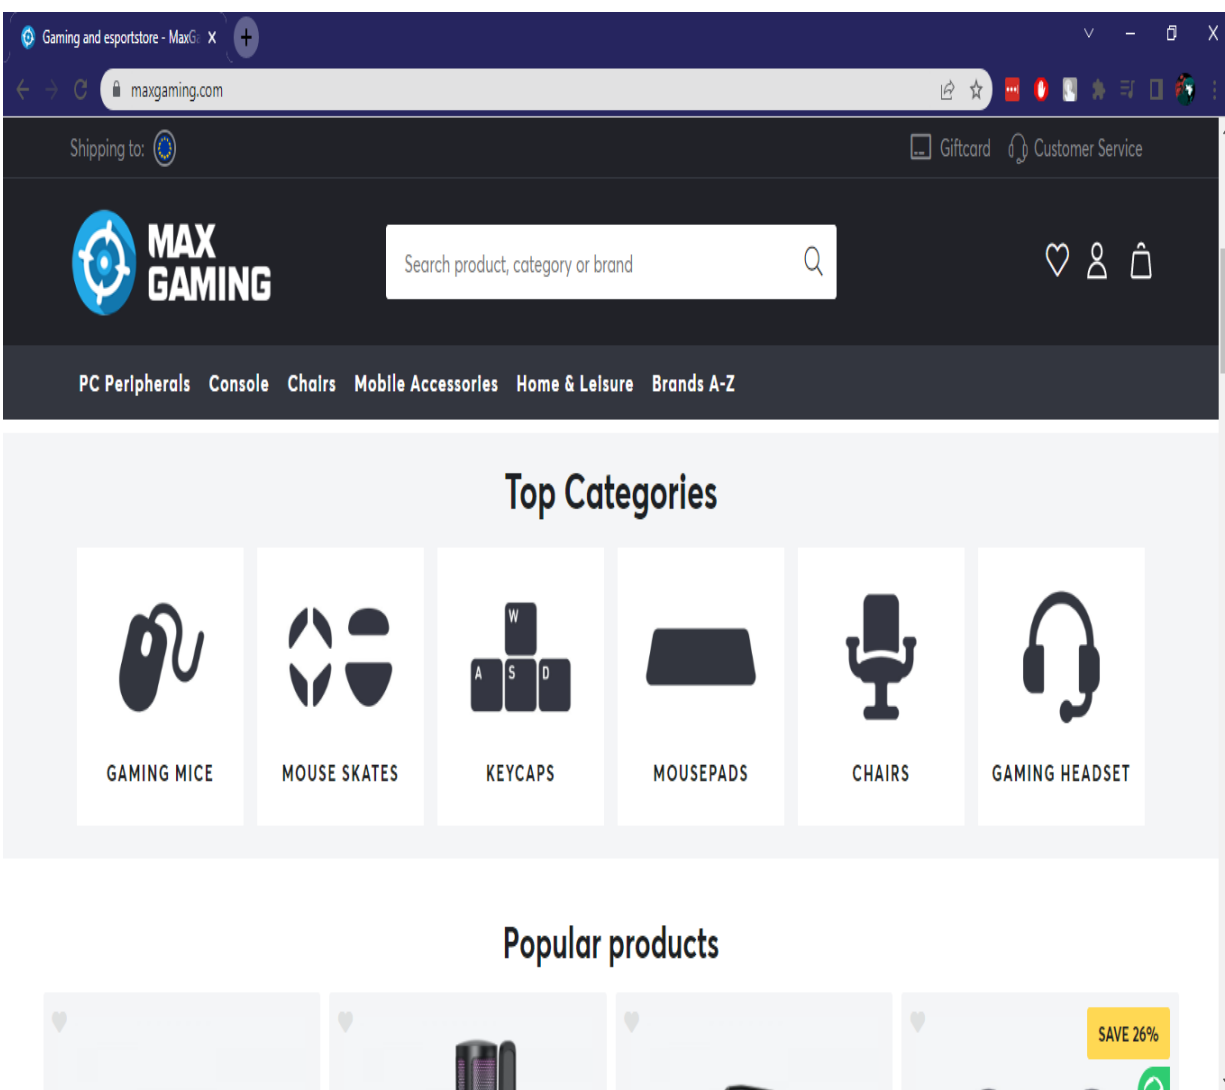 Gaming and esportstore - MaxGa
maxgaming.com
Shipping to:
Giftcard
Customer Service
MAX
GAMING
Search product, category or brand
PC Peripherals Console Chairs Mobile Accessories Home & Leisure Brands A-Z
Top Categories
W
A S D
GAMING MICE
MOUSE SKATES
KEYCAPS
MOUSEPADS
CHAIRS
GAMING HEADSET
Popular products
SAVE 26%